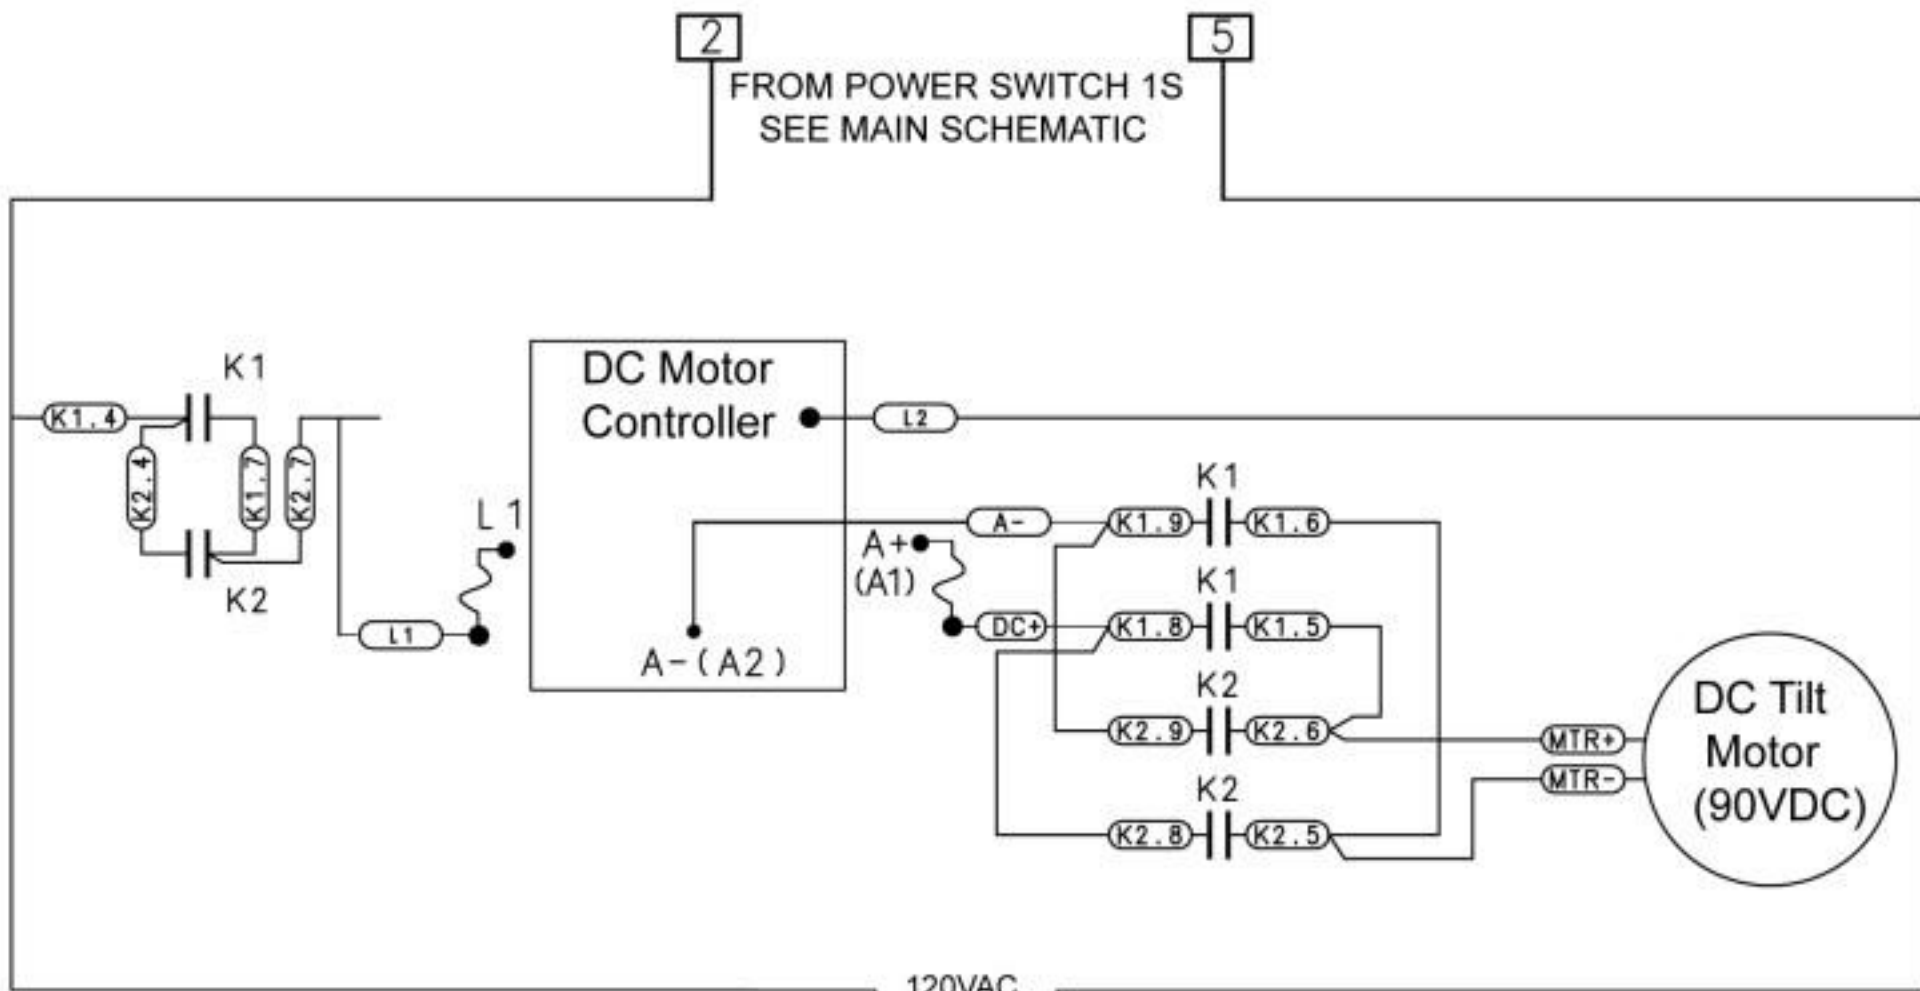 2
5
FROM POWER SWITCH 1S
SEE MAIN SCHEMATIC
K1
K1.4
K2.4
K1.7
K2.7
K2
L1
L1
DC Motor
Controller
L2
A-(A2)
A-
A+
(A1)
DC+
K1
K1.9
K1.6
K1
K1.8
K1.5
K2
K2.9
K2.6
K2
K2.8
K2.5
MTR+
MTR-
DC Tilt
Motor
(90VDC)
120VAC